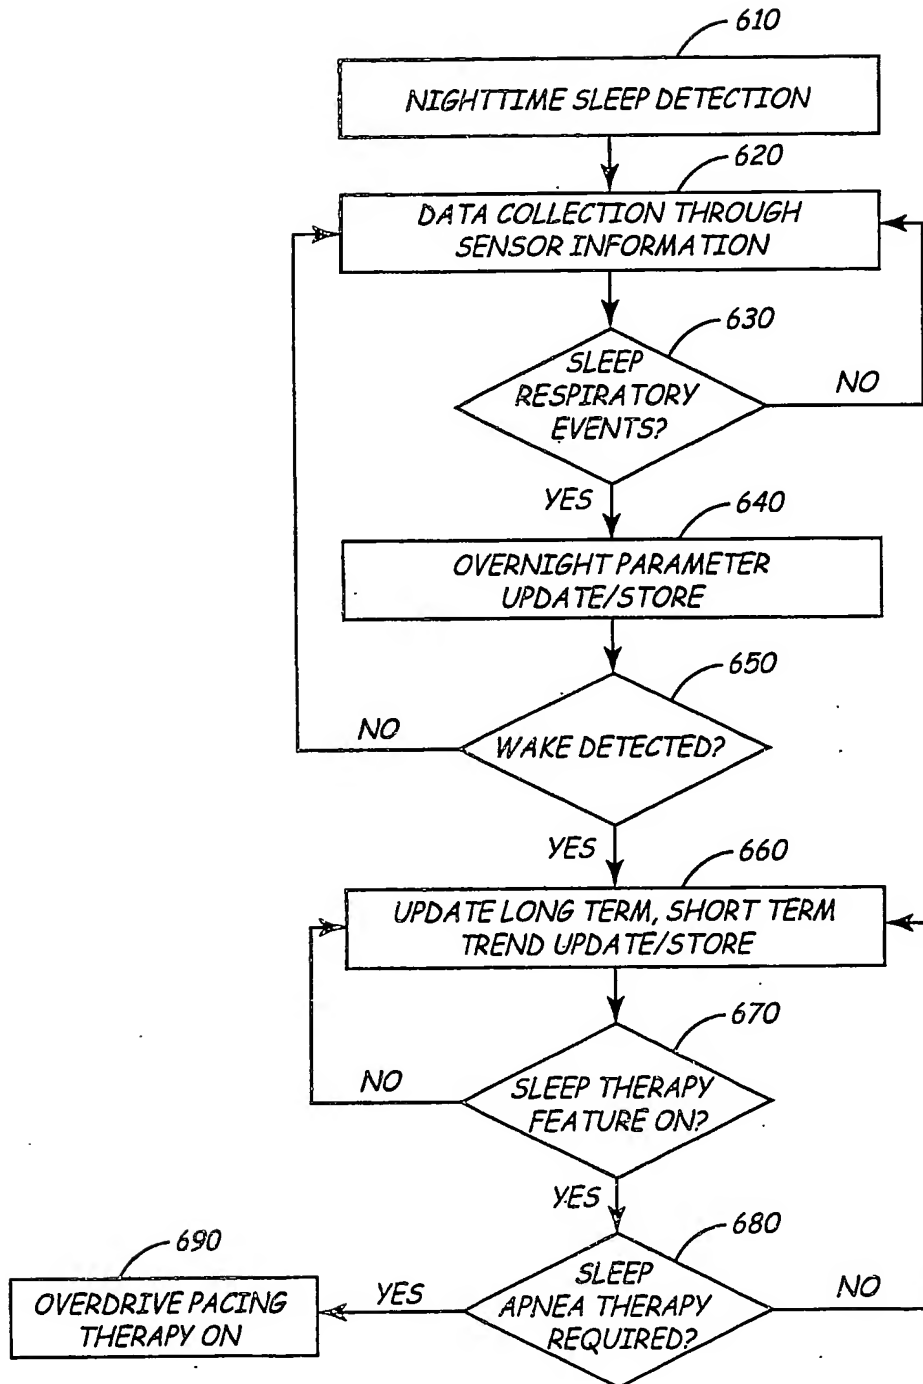 610
NIGHTTIME SLEEP DETECTION
620
DATA COLLECTION THROUGH
SENSOR INFORMATION
630
SLEEP
RESPIRATORY
EVENTS?
NO
YES
640
OVERNIGHT PARAMETER
UPDATE/STORE
650
NO
WAKE DETECTED?
YES
660
UPDATE LONG TERM, SHORT TERM
TREND UPDATE/STORE
670
NO
SLEEP THERAPY
FEATURE ON?
YES
680
690
SLEEP
APNEA THERAPY
REQUIRED?
YES
NO
OVERDRIVE PACING
THERAPY ON